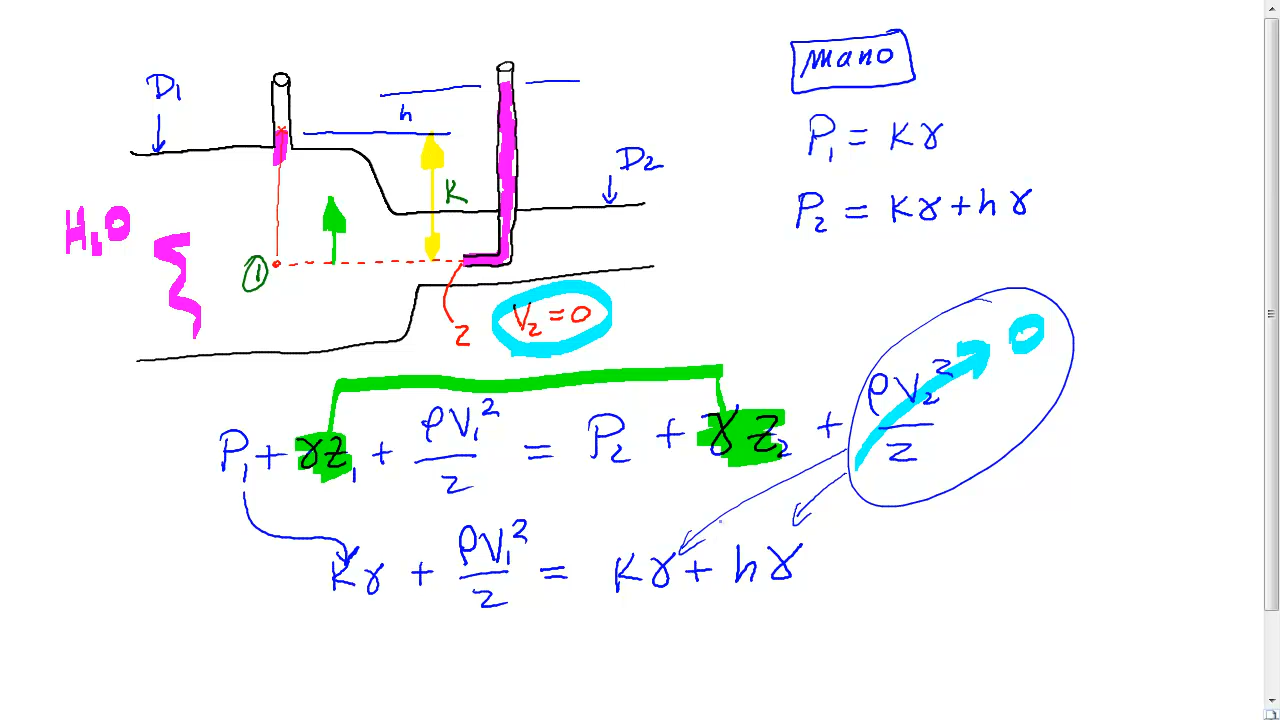 mano
D₁
h
D₂
P₁ = Kγ
K
H₂O
P₂ = Kγ + hγ
1
2
V₂ = 0
0
P₁ + γz₁ + ρV₁²/2 = P₂ + γz₂ + ρV₂²/2
Kγ + ρV₁²/2 = Kγ + hγ